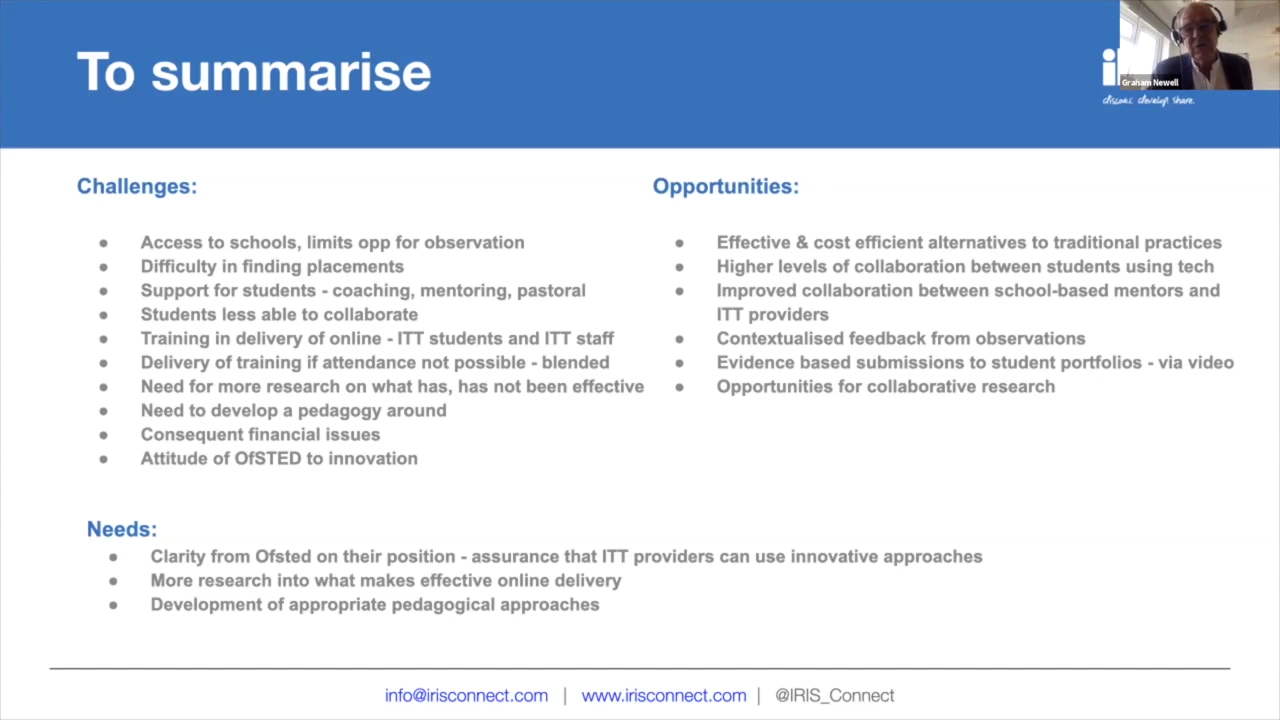 To summarise
Graham Newell
discover. develop. share.
Challenges:
● Access to schools, limits opp for observation
● Difficulty in finding placements
● Support for students - coaching, mentoring, pastoral
● Students less able to collaborate
● Training in delivery of online - ITT students and ITT staff
● Delivery of training if attendance not possible - blended
● Need for more research on what has, has not been effective
● Need to develop a pedagogy around
● Consequent financial issues
● Attitude of OfSTED to innovation
Opportunities:
● Effective & cost efficient alternatives to traditional practices
● Higher levels of collaboration between students using tech
● Improved collaboration between school-based mentors and
ITT providers
● Contextualised feedback from observations
● Evidence based submissions to student portfolios - via video
● Opportunities for collaborative research
Needs:
● Clarity from Ofsted on their position - assurance that ITT providers can use innovative approaches
● More research into what makes effective online delivery
● Development of appropriate pedagogical approaches
info@irisconnect.com | www.irisconnect.com | @IRIS_Connect